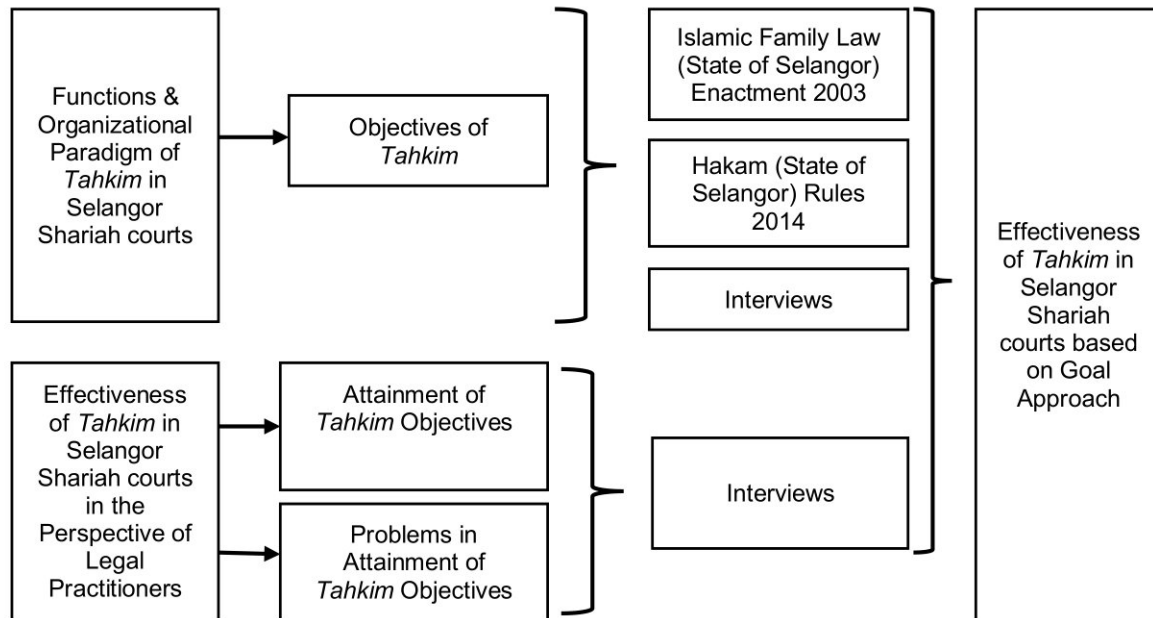 Functions &
Organizational
Paradigm of
Tahkim in
Selangor
Shariah courts
Objectives of
Tahkim
Islamic Family Law
(State of Selangor)
Enactment 2003
Hakam (State of
Selangor) Rules
2014
Interviews
Effectiveness
of Tahkim in
Selangor
Shariah courts
in the
Perspective of
Legal
Practitioners
Attainment of
Tahkim Objectives
Problems in
Attainment of
Tahkim Objectives
Interviews
Effectiveness
of Tahkim in
Selangor
Shariah
courts based
on Goal
Approach